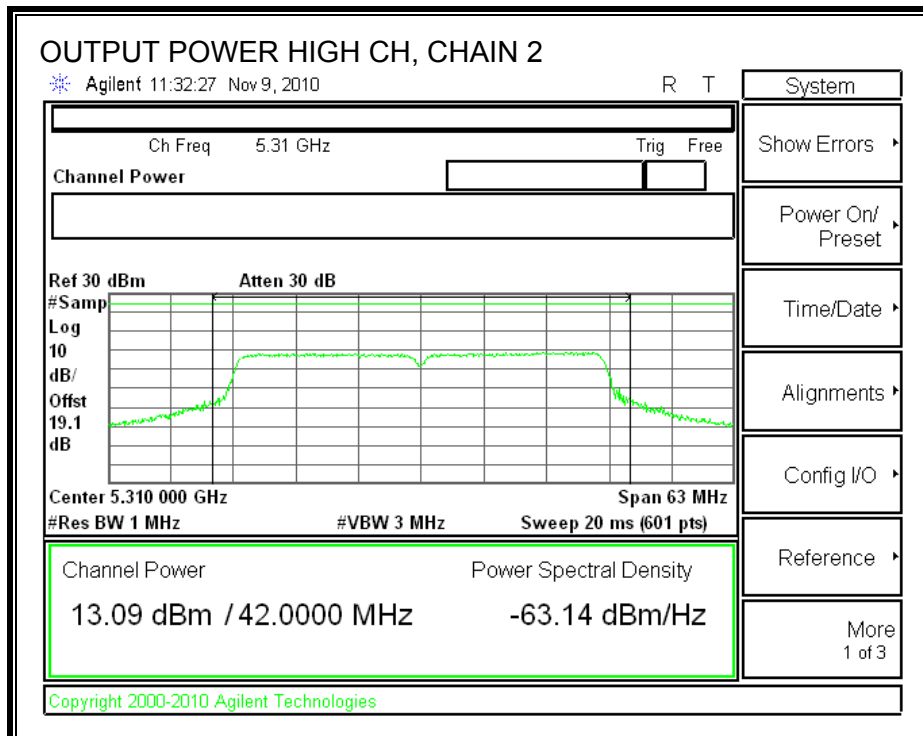 OUTPUT POWER HIGH CH, CHAIN 2
Agilent 11:32:27 Nov 9, 2010 R T
Ch Freq 5.31 GHz Trig Free
Channel Power
Ref 30 dBm Atten 30 dB
#Samp
Log
10
dB/
Offst
19.1
dB
Center 5.310 000 GHz Span 63 MHz
#Res BW 1 MHz #VBW 3 MHz Sweep 20 ms (601 pts)
Channel Power Power Spectral Density
13.09 dBm / 42.0000 MHz -63.14 dBm/Hz
Copyright 2000-2010 Agilent Technologies
System
Show Errors
Power On/
Preset
Time/Date
Alignments
Config I/O
Reference
More
1 of 3